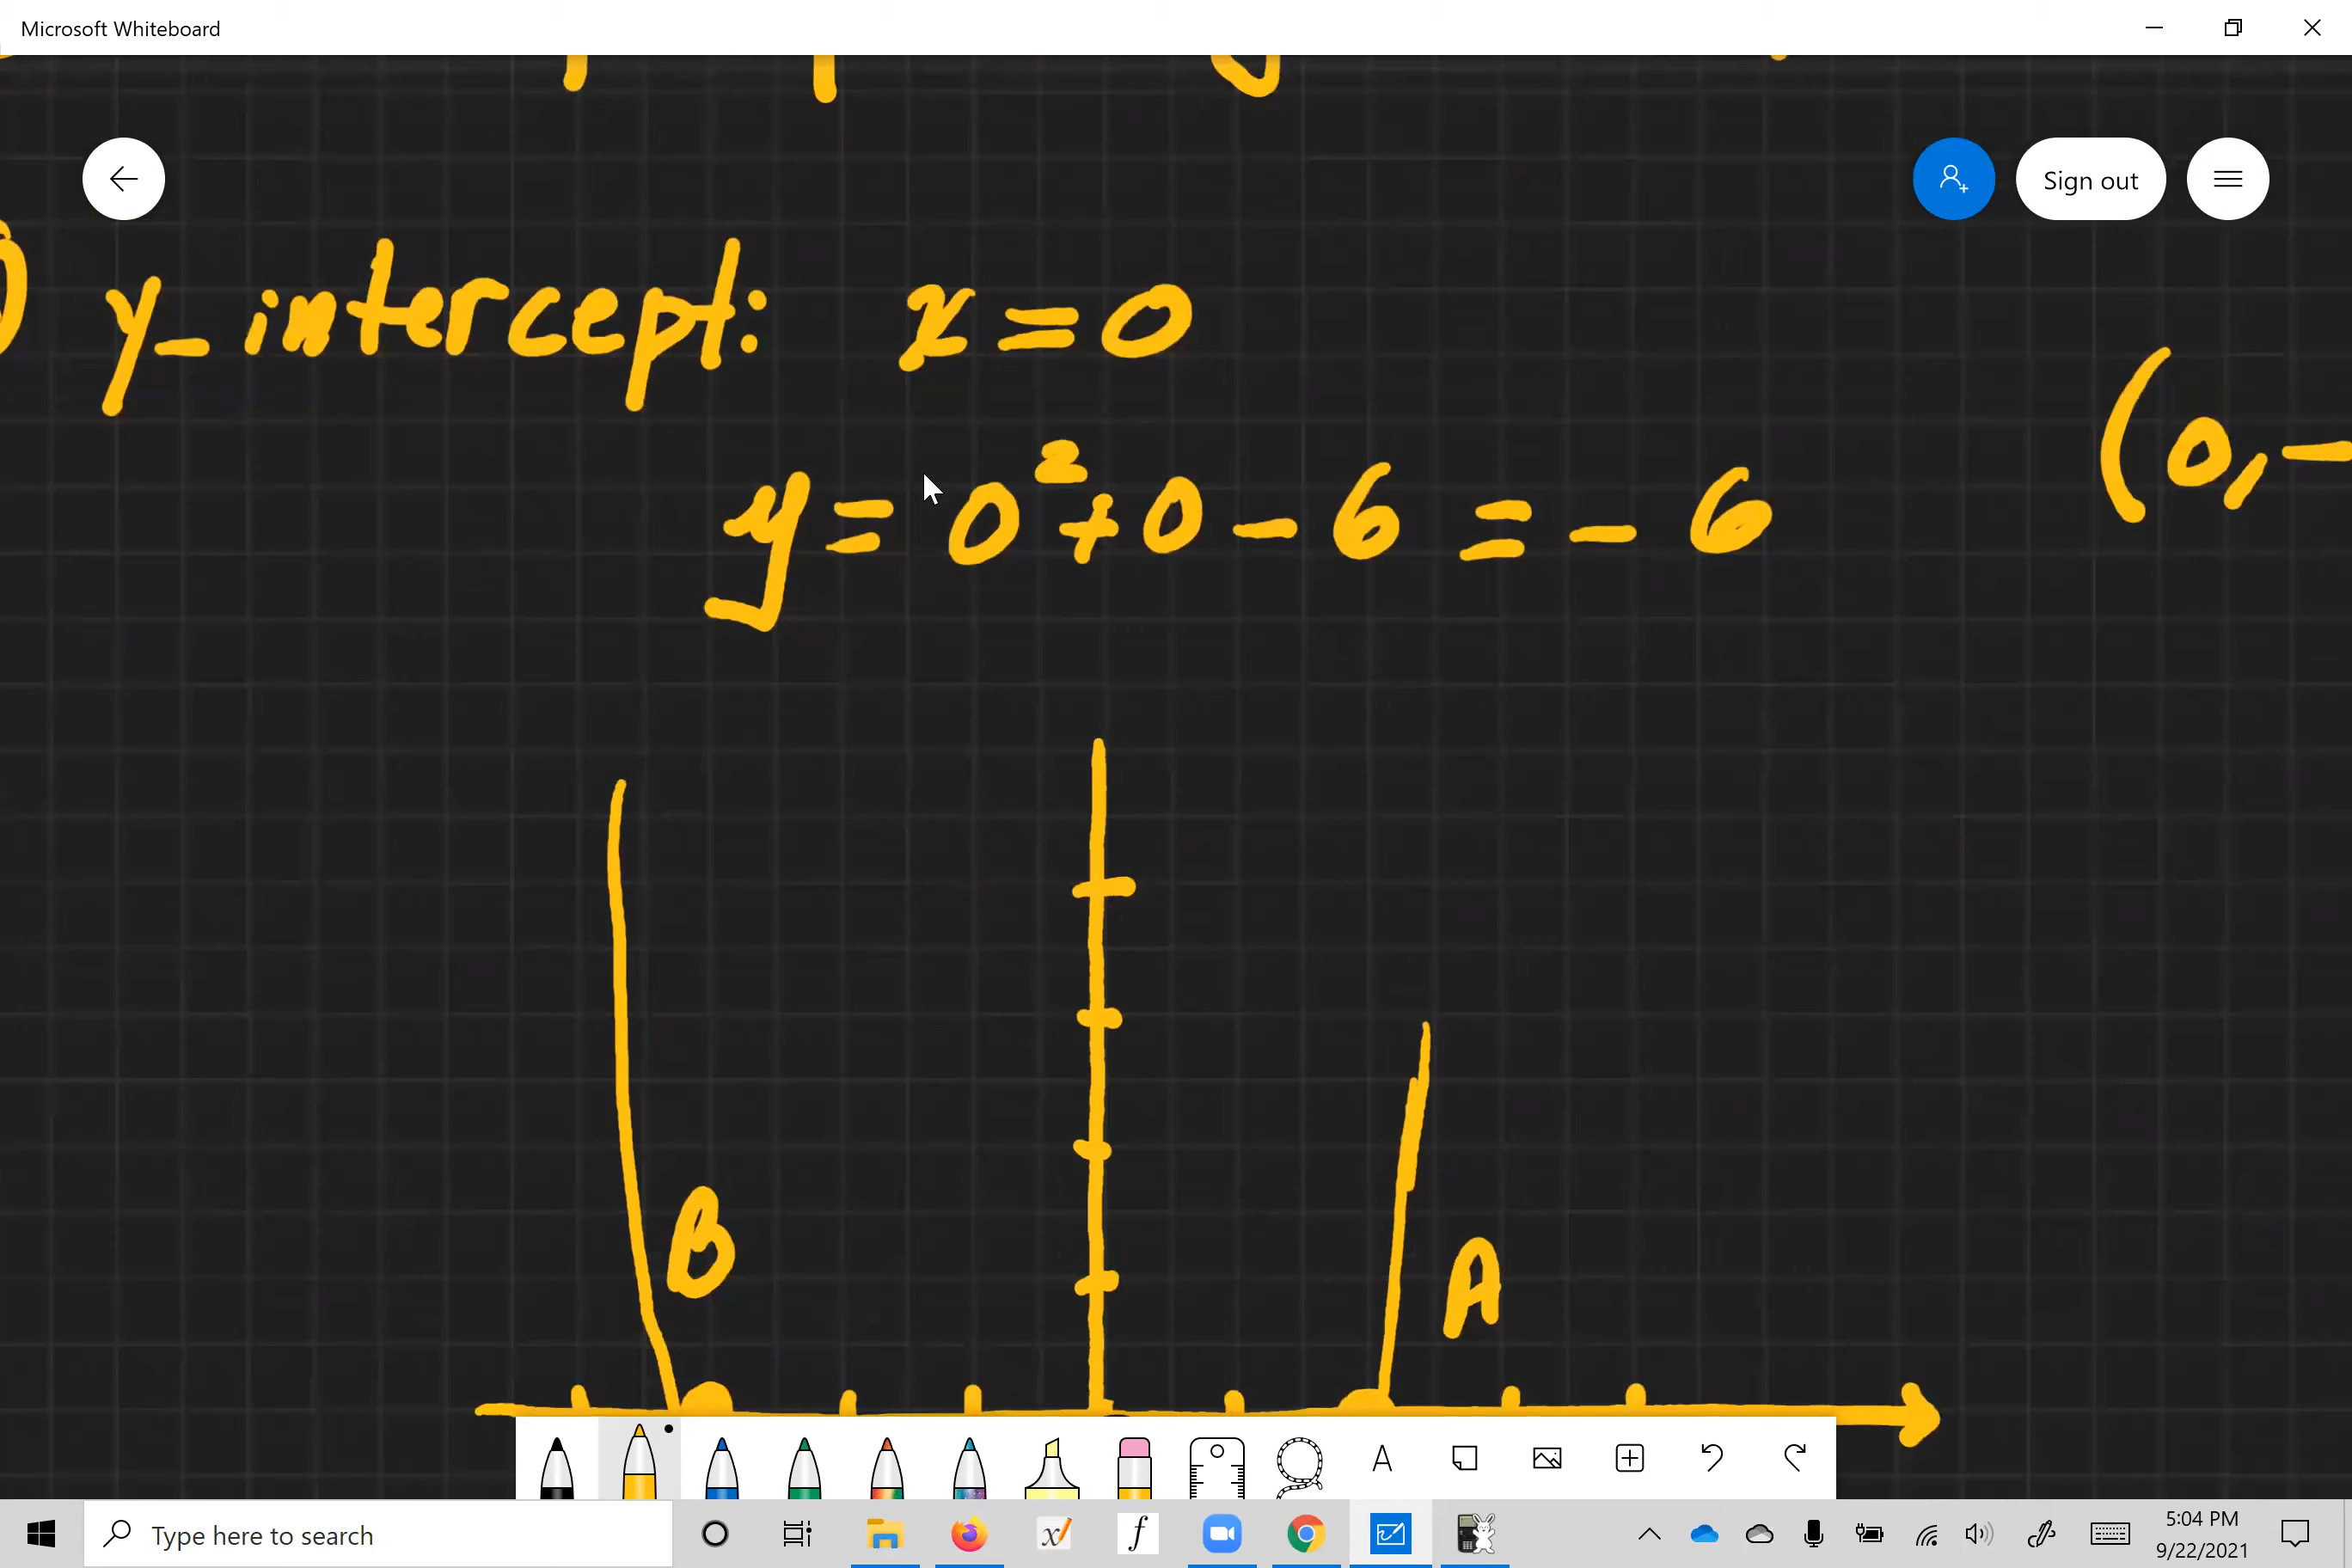 Microsoft Whiteboard
Sign out
y_intercept: x=0
(0,-
y = 0²+0-6 = -6
B
A
A
Type here to search
5:04 PM
9/22/2021